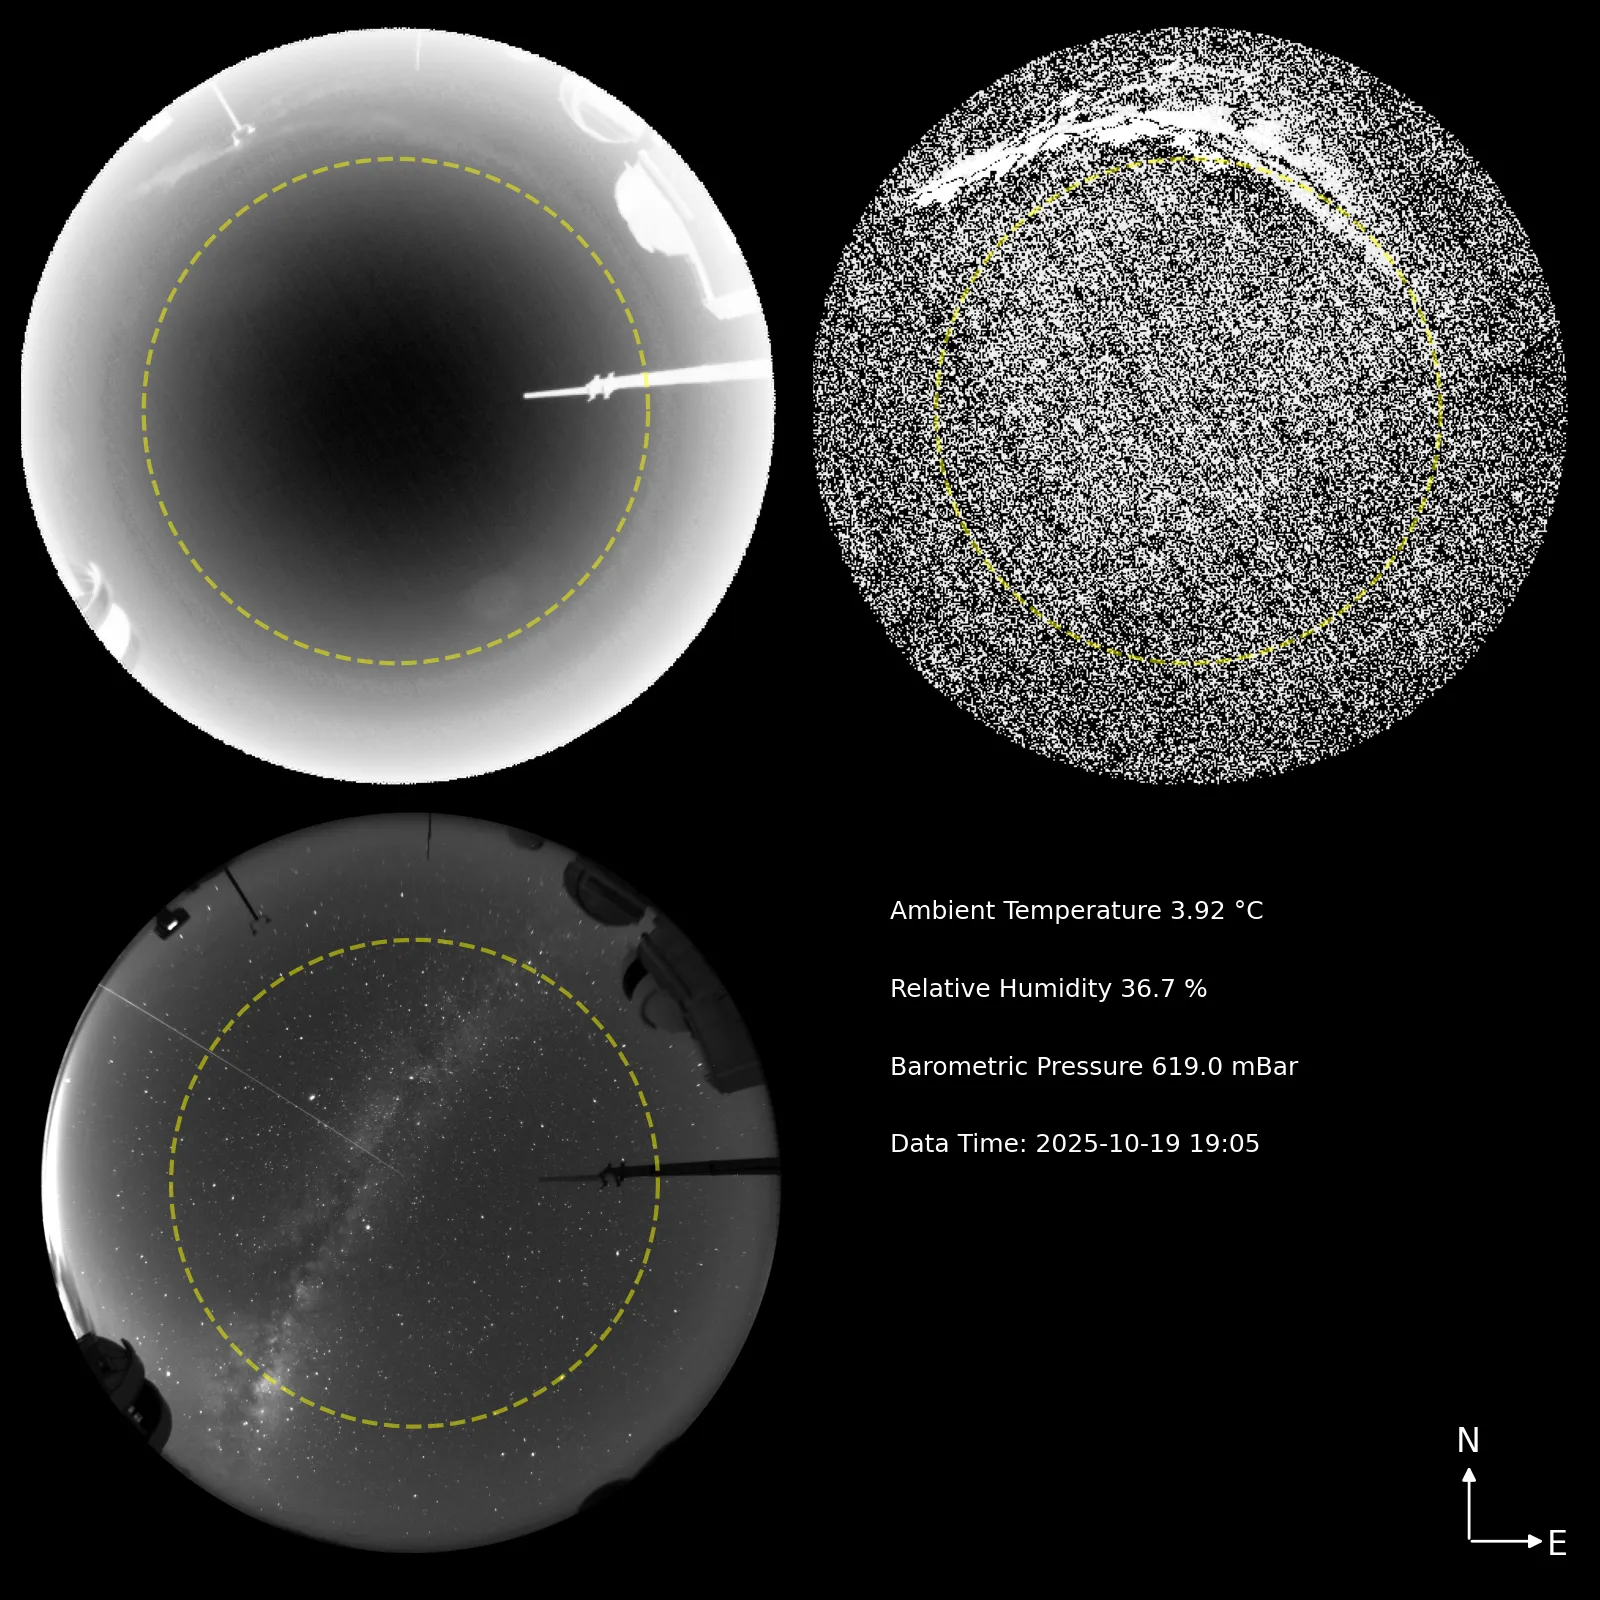 Ambient Temperature 3.92 °C
Relative Humidity 36.7 %
Barometric Pressure 619.0 mBar
Data Time: 2025-10-19 19:05
N
E